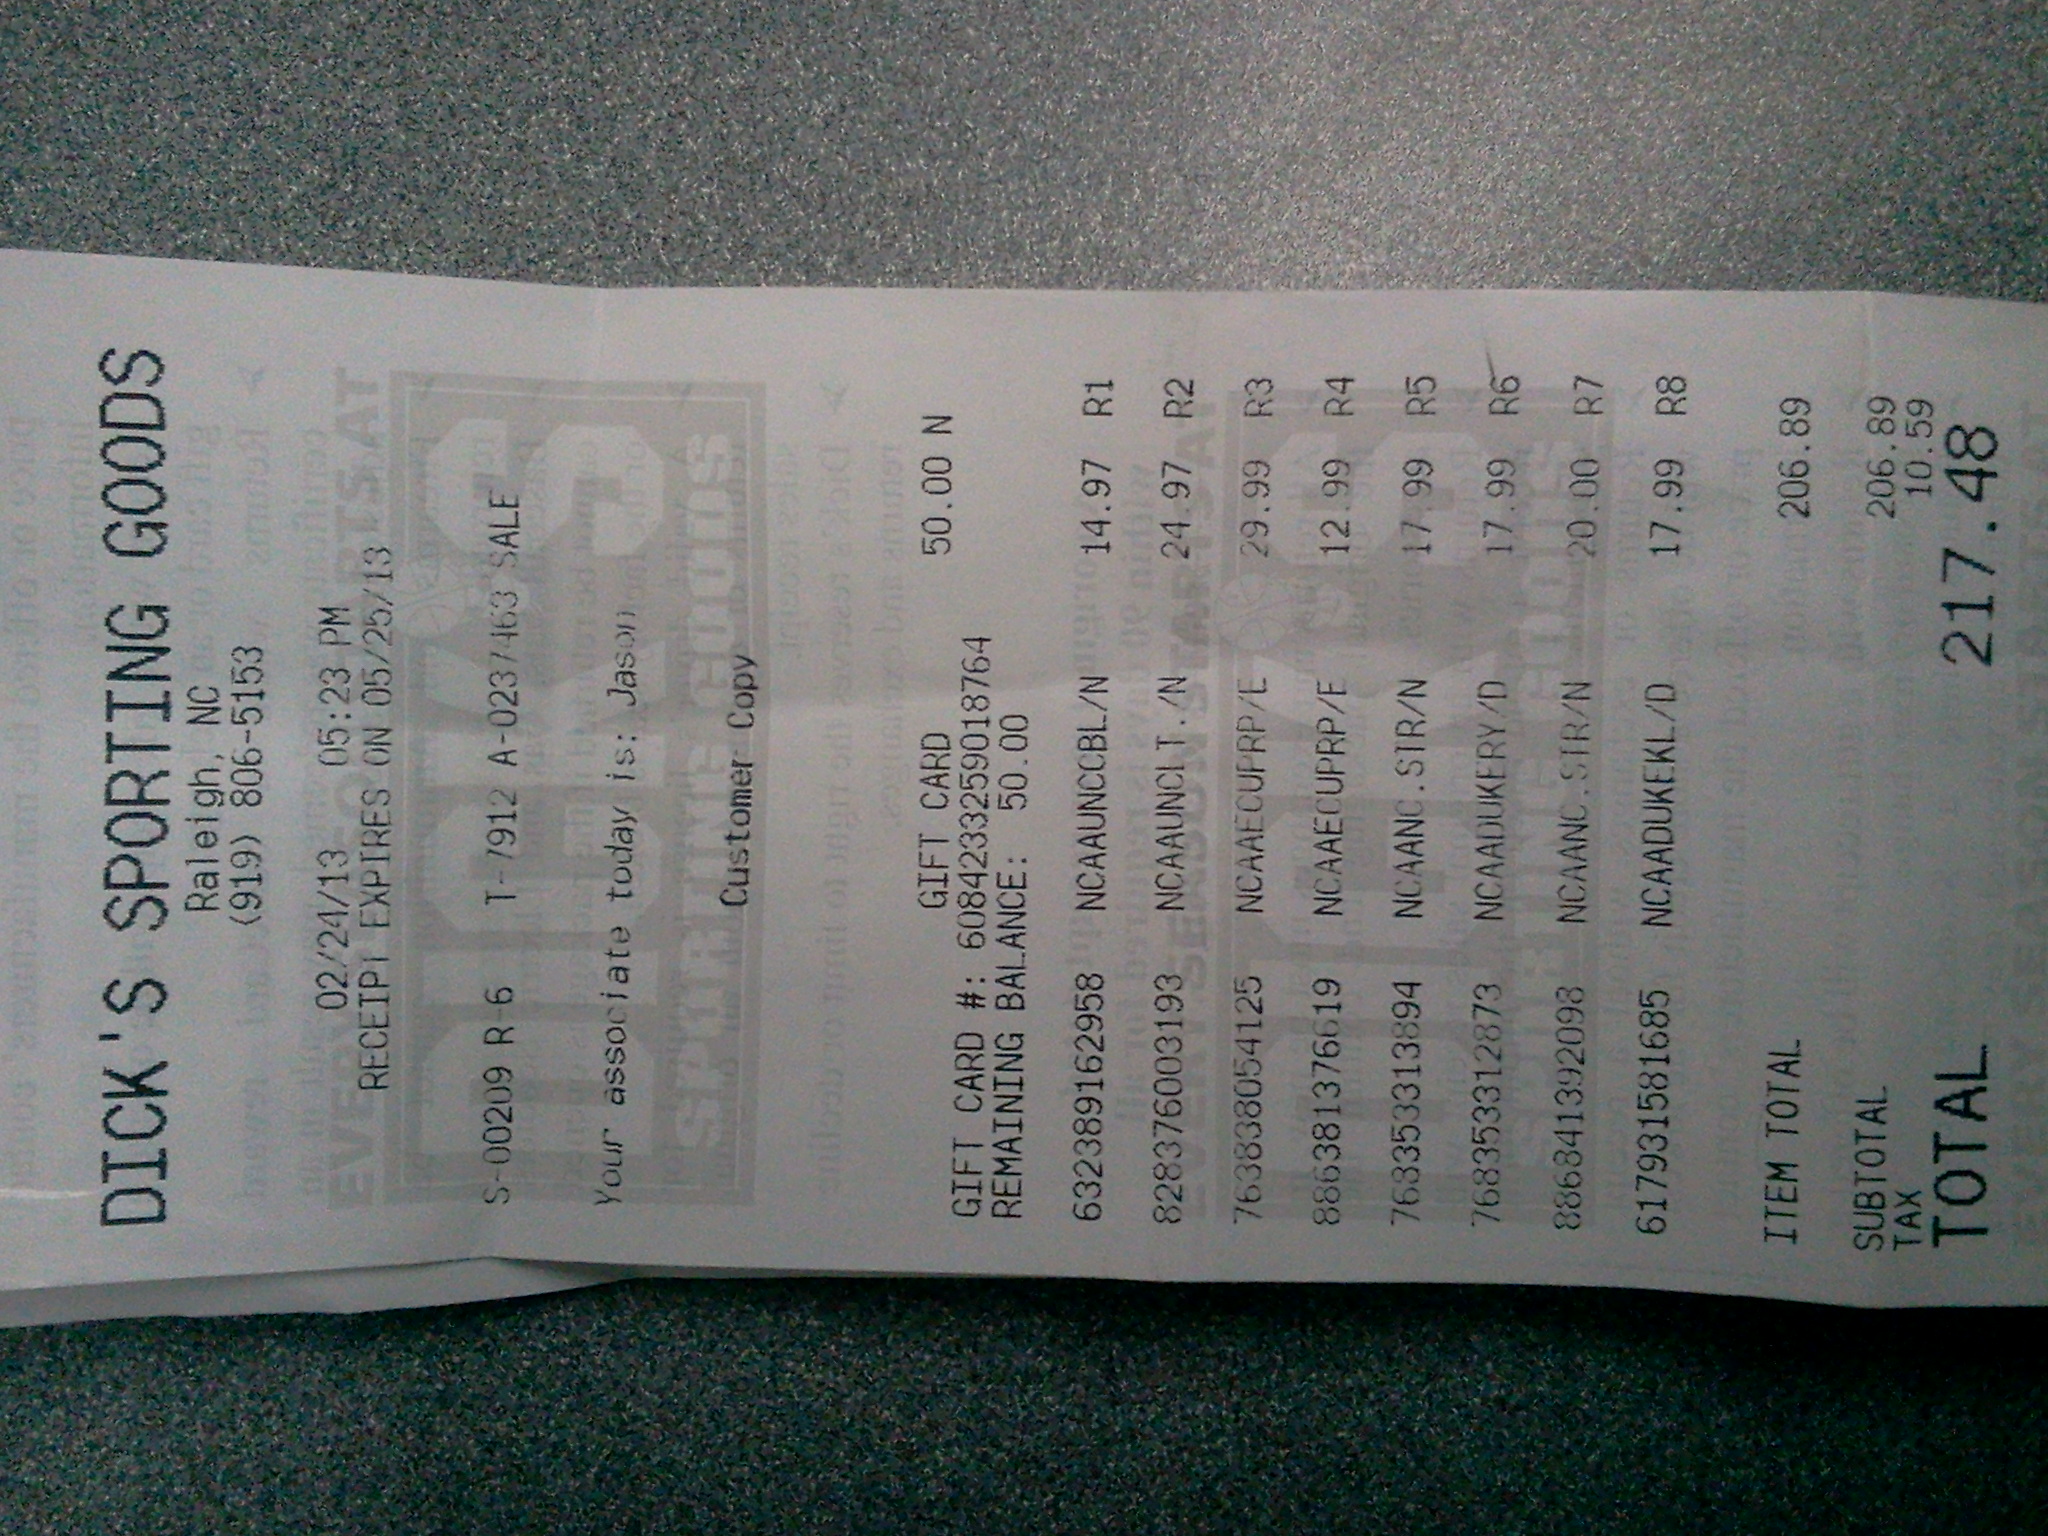 DICK'S SPORTING GOODS
Raleigh, NC
(919) 806-5153
02/24/13 05:23 PM
RECEIPT EXPIRES ON 05/25/13
S-00209 R-6 T-7912 A-0237463 SALE
Your associate today is: Jason
Customer Copy
GIFT CARD 50.00 N
GIFT CARD #: 6084233259018764
REMAINING BALANCE: 50.00
632389162958 NCAAUNCCBL/N 14.97 R1
828376003193 NCAAUNCLT./N 24.97 R2
763838054125 NCAAECUPRP/E 29.99 R3
886381376619 NCAAECUPRP/E 12.99 R4
768353313894 NCAANC.STR/N 17.99 R5
768353312873 NCAADUKERY/D 17.99 R6
886841392098 NCAANC.STR/N 20.00 R7
617931581685 NCAADUKEKL/D 17.99 R8
ITEM TOTAL 206.89
SUBTOTAL 206.89
TAX 10.59
TOTAL 217.48
EVERY SEASON STARTS AT